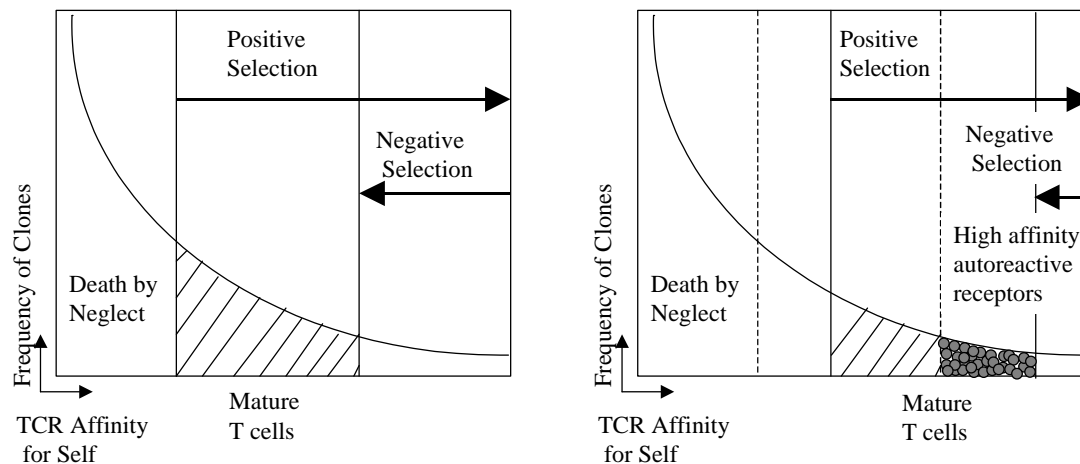 Positive
Selection
Negative
Selection
Frequency of Clones
Death by
Neglect
TCR Affinity
for Self
Mature
T cells
Positive
Selection
Negative
Selection
High affinity
autoreactive
receptors
Frequency of Clones
Death by
Neglect
TCR Affinity
for Self
Mature
T cells